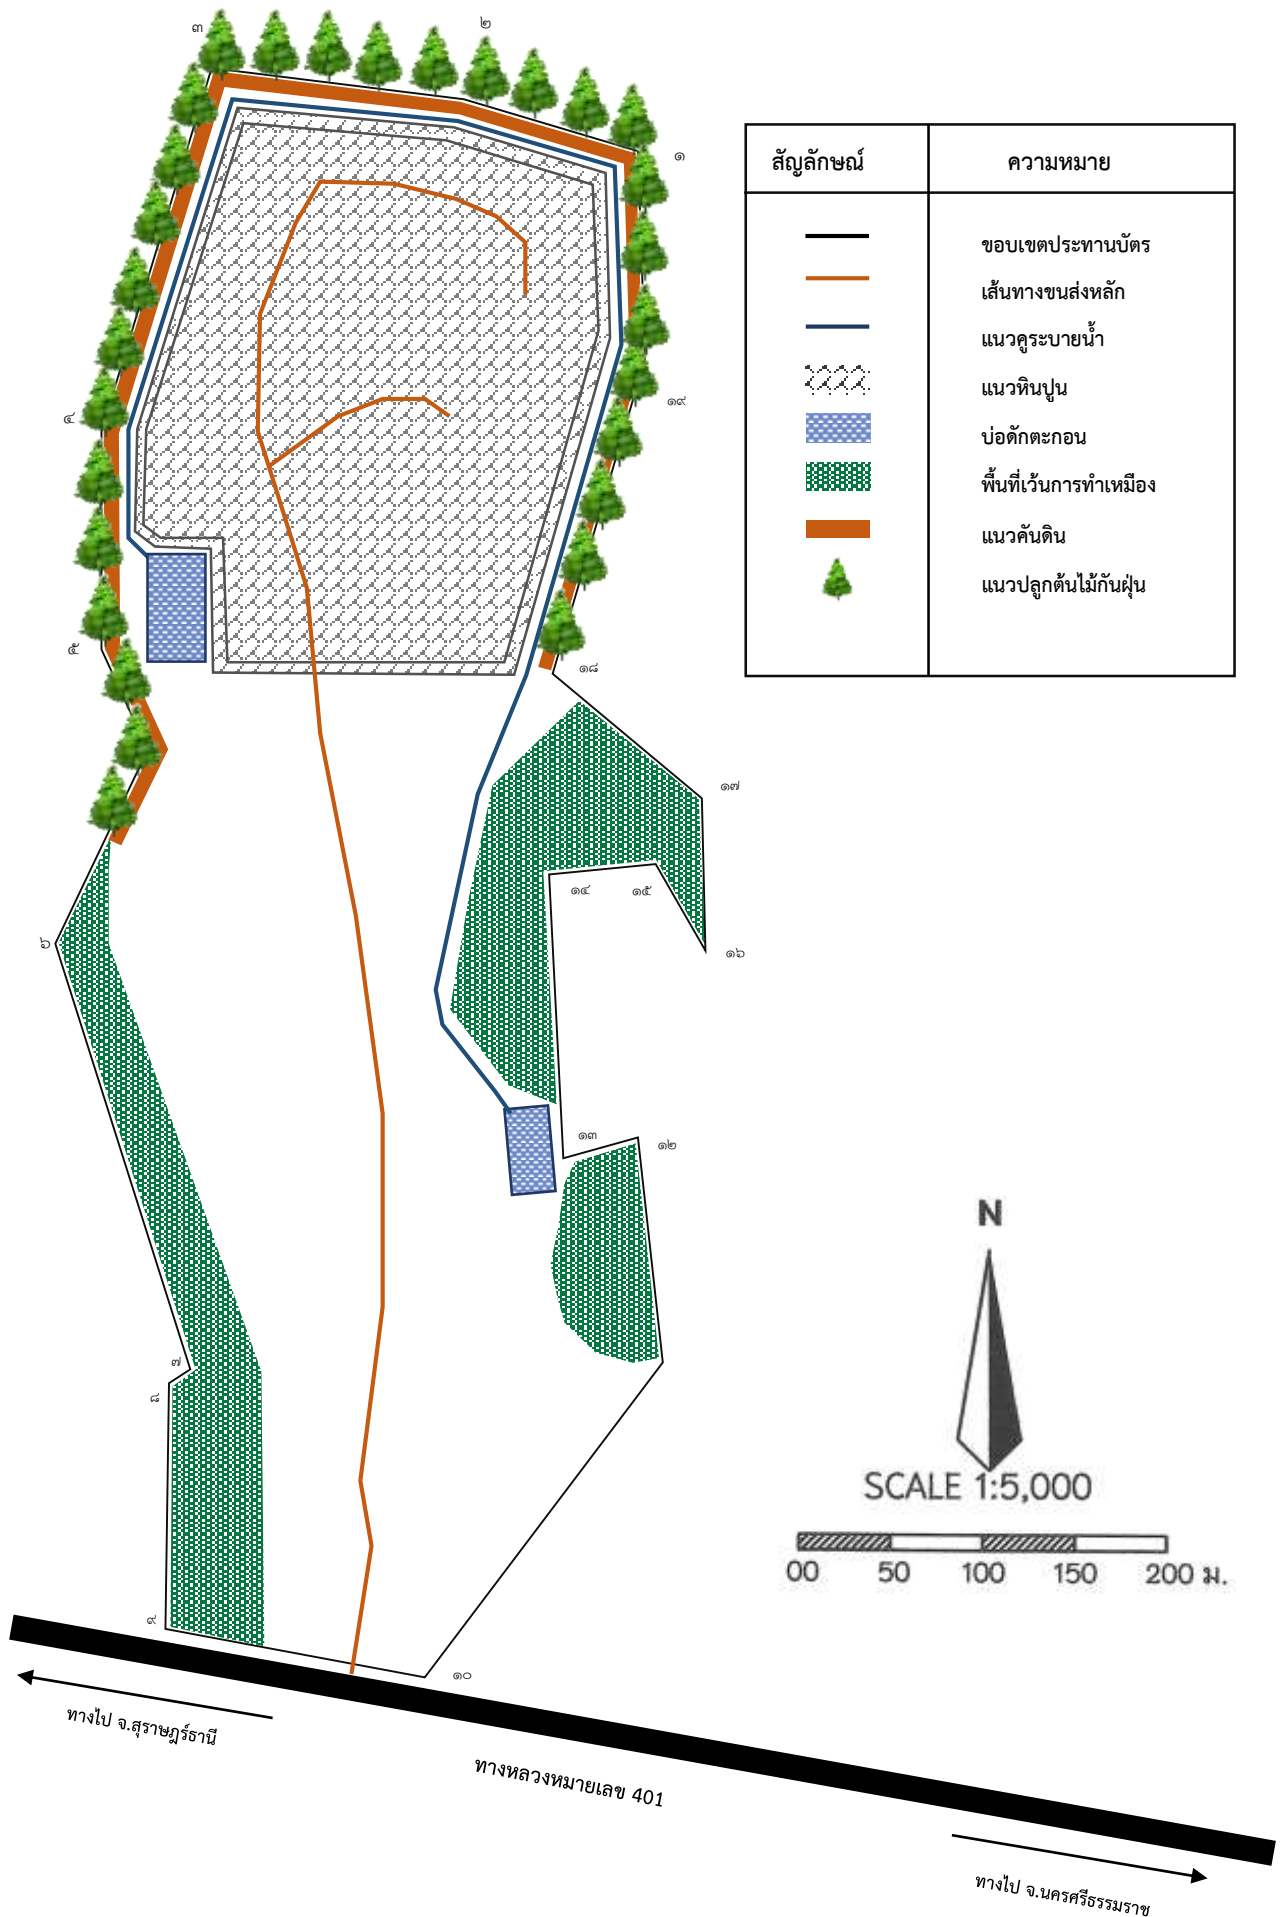 ๓
๒
๑
๑๙
๔
๕
๑๘
๑๗
๑๔
๑๕
๑๖
๖
๑๓
๑๒
๗
๘
๙
๑๐
สัญลักษณ์ ความหมาย
ขอบเขตประทานบัตร
เส้นทางขนส่งหลัก
แนวคูระบายน้ำ
แนวหินปูน
บ่อดักตะกอน
พื้นที่เว้นการทำเหมือง
แนวคันดิน
แนวปลูกต้นไม้กันฝุ่น
N
SCALE 1:5,000
00 50 100 150 200 ม.
ทางไป จ.สุราษฎร์ธานี
ทางหลวงหมายเลข 401
ทางไป จ.นครศรีธรรมราช